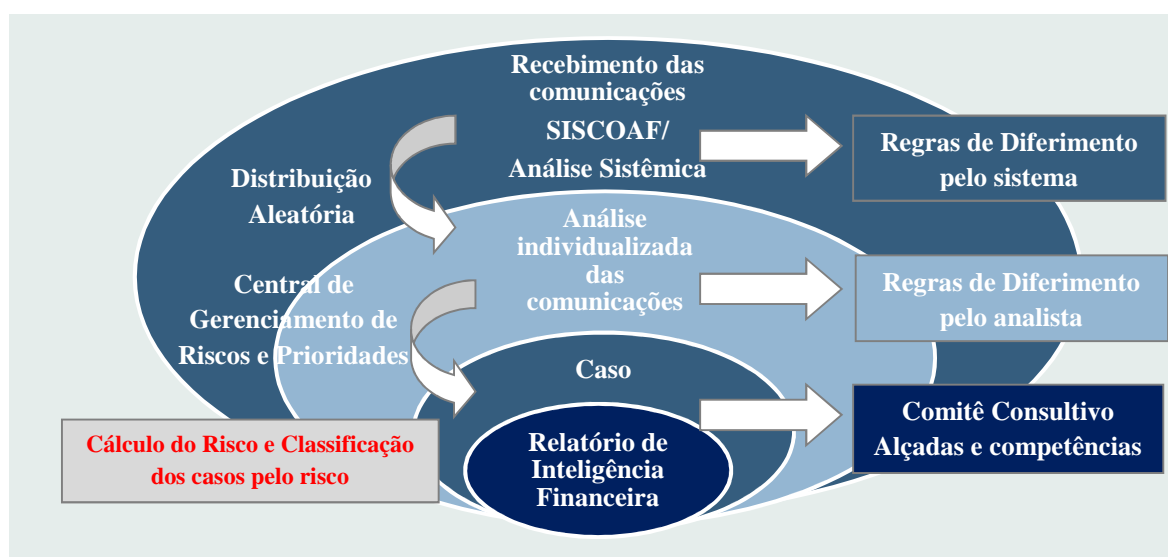 Recebimento das
comunicações
SISCOAF/
Análise Sistêmica
Regras de Diferimento
pelo sistema
Distribuição
Aleatória
Análise
individualizada
das
comunicações
Regras de Diferimento
pelo analista
Central de
Gerenciamento de
Riscos e Prioridades
Caso
Comitê Consultivo
Alçadas e competências
Cálculo do Risco e Classificação
dos casos pelo risco
Relatório de
Inteligência
Financeira